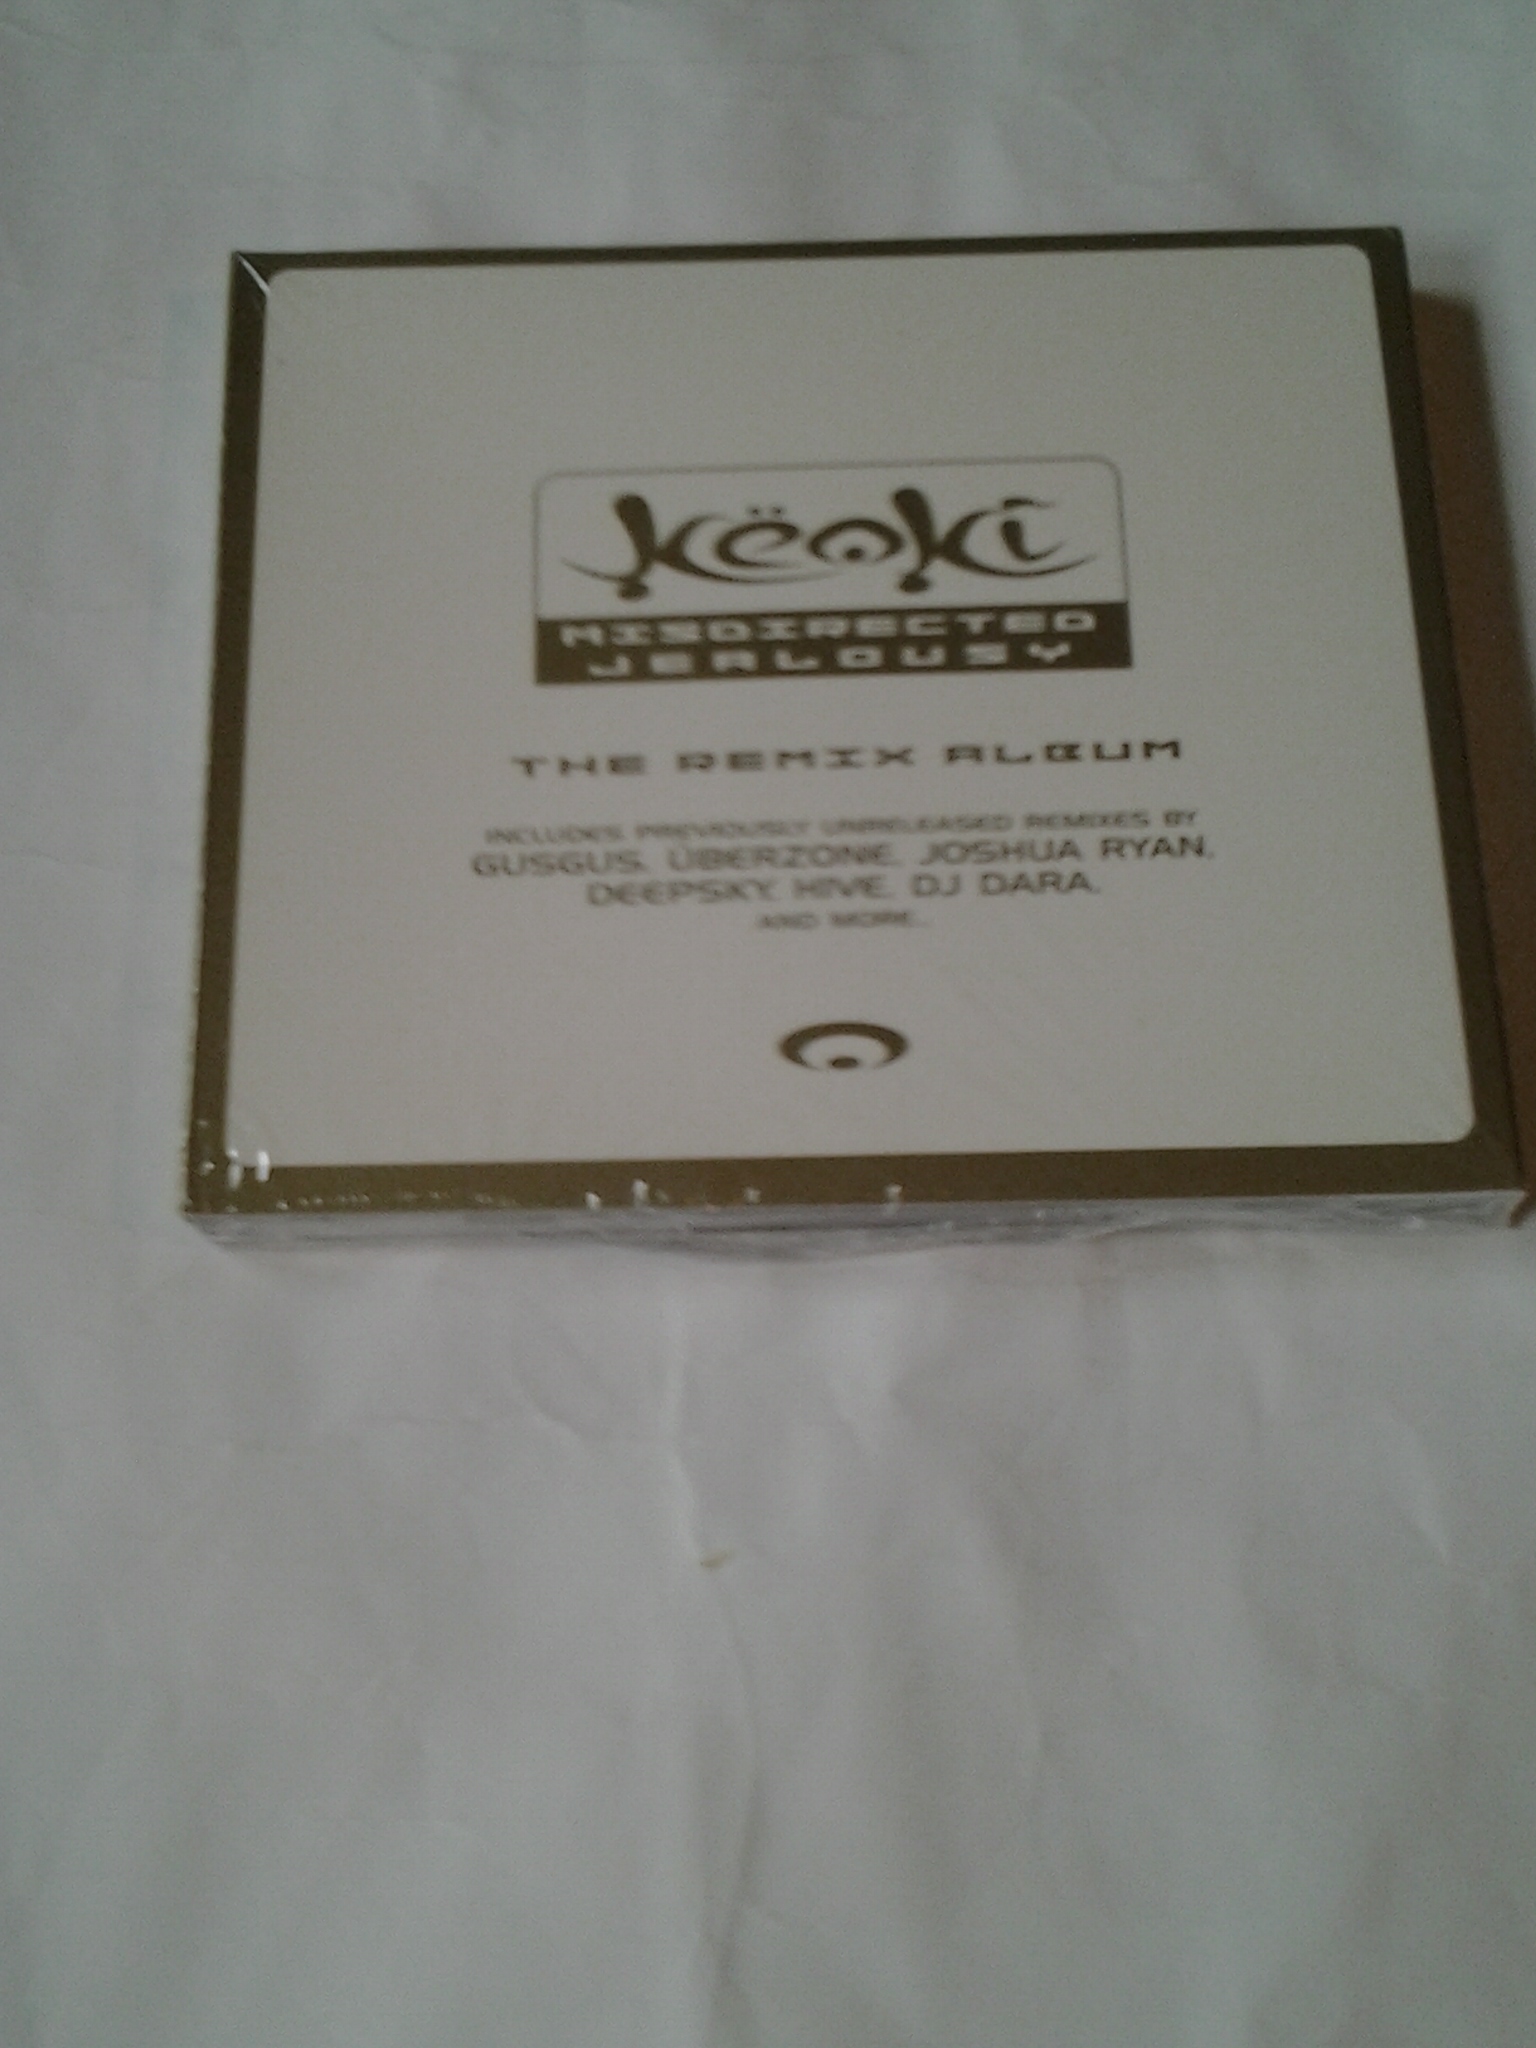 Këoki
MISDIRECTED
JEALOUSY
THE REMIX ALBUM
INCLUDES PREVIOUSLY UNRELEASED REMIXES BY
GUSGUS, ÜBERZONE, JOSHUA RYAN,
DEEPSKY, HIVE, DJ DARA,
AND MORE...